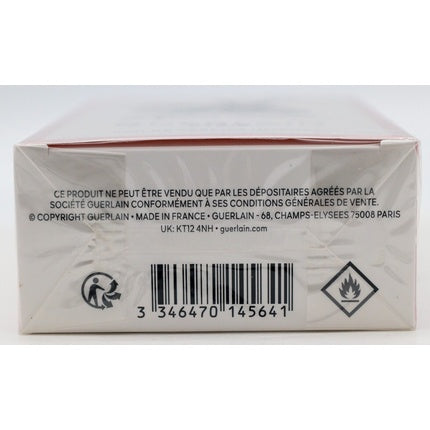 CE PRODUIT NE PEUT ÊTRE VENDU QUE PAR LES DÉPOSITAIRES AGRÉÉS PAR LA
SOCIÉTÉ GUERLAIN CONFORMÉMENT À SES CONDITIONS GÉNÉRALES DE VENTE.
© COPYRIGHT GUERLAIN • MADE IN FRANCE • GUERLAIN - 68, CHAMPS-ELYSEES 75008 PARIS
UK: KT12 4NH • guerlain.com
3 346470 145641